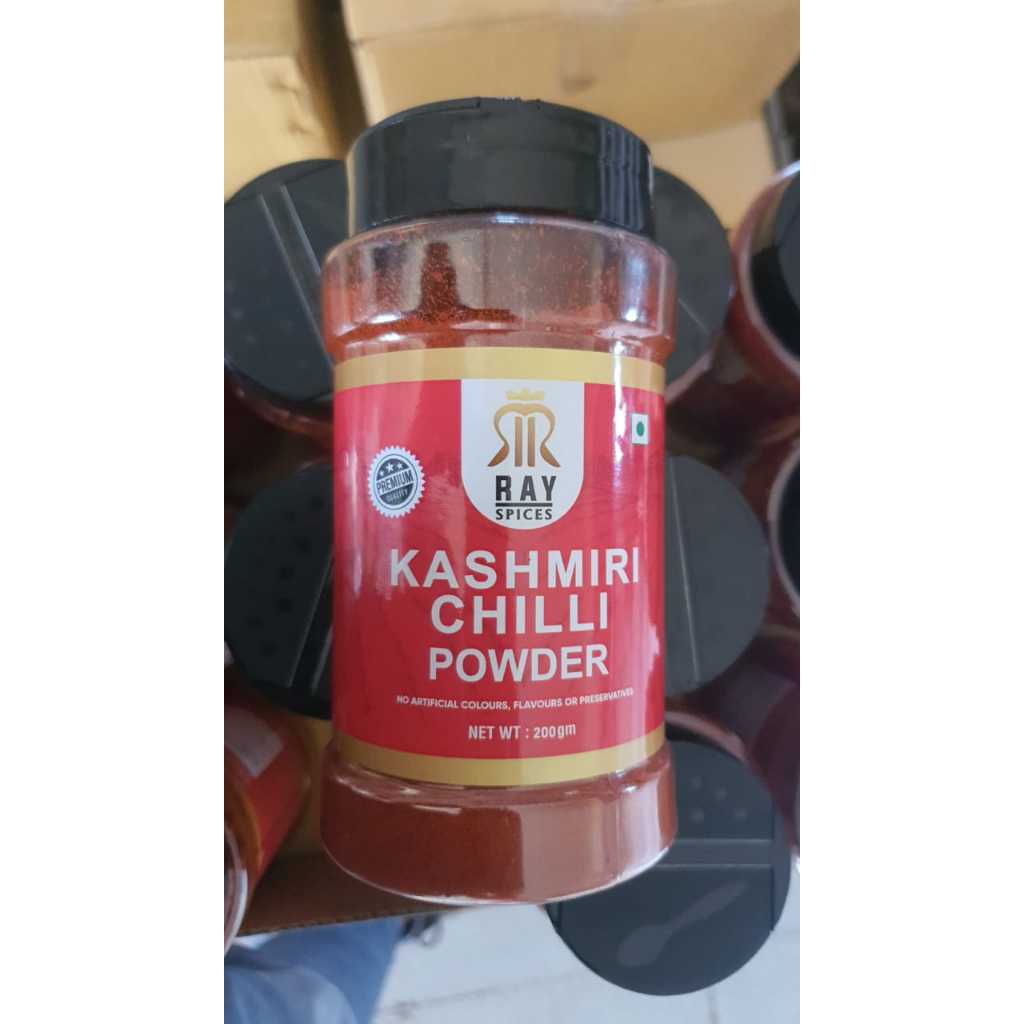 RAY
SPICES
PREMIUM
QUALITY
KASHMIRI
CHILLI
POWDER
NO ARTIFICIAL COLOURS, FLAVOURS OR PRESERVATIVES
NET WT : 200gm